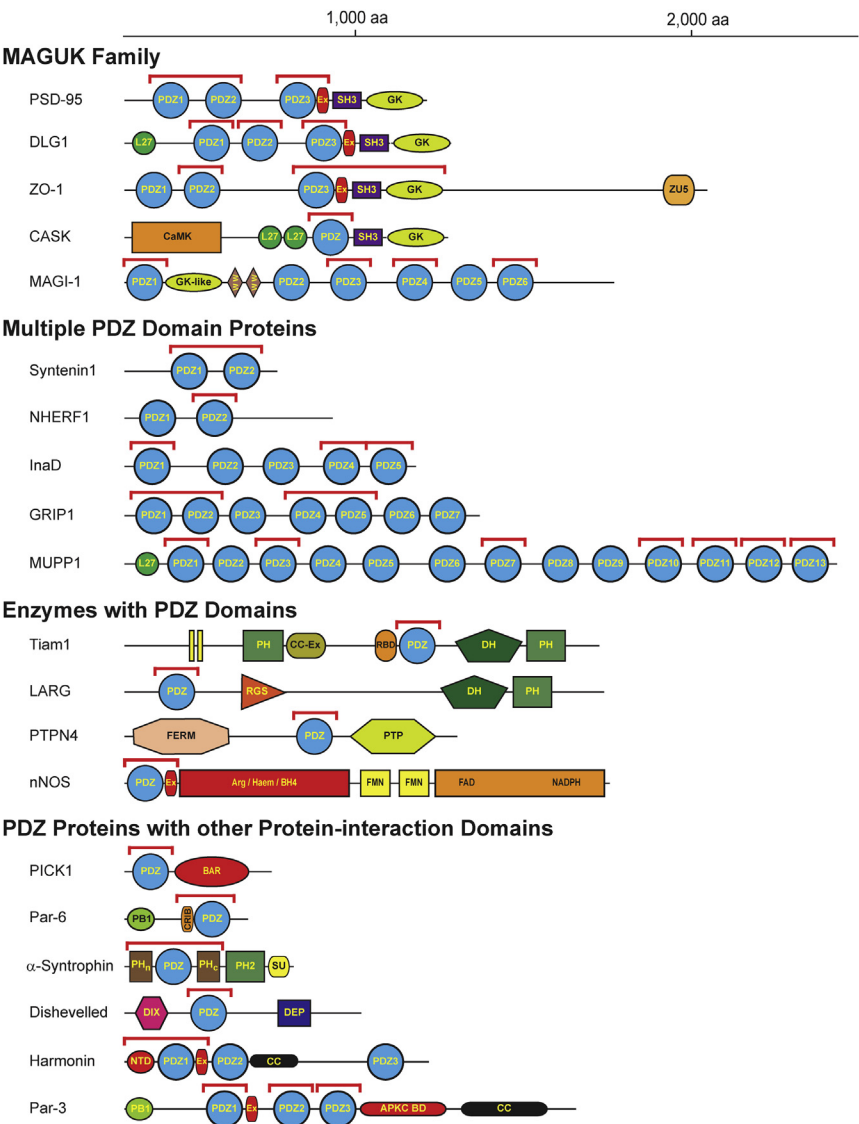 1,000 aa 2,000 aa
MAGUK Family
PSD-95 PDZ1 PDZ2 PDZ3 Ex SH3 GK
DLG1 L27 PDZ1 PDZ2 PDZ3 Ex SH3 GK
ZO-1 PDZ1 PDZ2 PDZ3 Ex SH3 GK ZU5
CASK CaMK L27 L27 PDZ SH3 GK
MAGI-1 PDZ1 GK-like WW WW PDZ2 PDZ3 PDZ4 PDZ5 PDZ6
Multiple PDZ Domain Proteins
Syntenin1 PDZ1 PDZ2
NHERF1 PDZ1 PDZ2
InaD PDZ1 PDZ2 PDZ3 PDZ4 PDZ5
GRIP1 PDZ1 PDZ2 PDZ3 PDZ4 PDZ5 PDZ6 PDZ7
MUPP1 L27 PDZ1 PDZ2 PDZ3 PDZ4 PDZ5 PDZ6 PDZ7 PDZ8 PDZ9 PDZ10 PDZ11 PDZ12 PDZ13
Enzymes with PDZ Domains
Tiam1 PH CC-Ex RBD PDZ DH PH
LARG PDZ RGS DH PH
PTPN4 FERM PDZ PTP
nNOS PDZ Ex Arg / Haem / BH4 FMN FMN FAD NADPH
PDZ Proteins with other Protein-interaction Domains
PICK1 PDZ BAR
Par-6 PB1 CRIB PDZ
α-Syntrophin PHn PDZ PHc PH2 SU
Dishevelled DIX PDZ DEP
Harmonin NTD PDZ1 Ex PDZ2 CC PDZ3
Par-3 PB1 PDZ1 Ex PDZ2 PDZ3 APKC BD CC